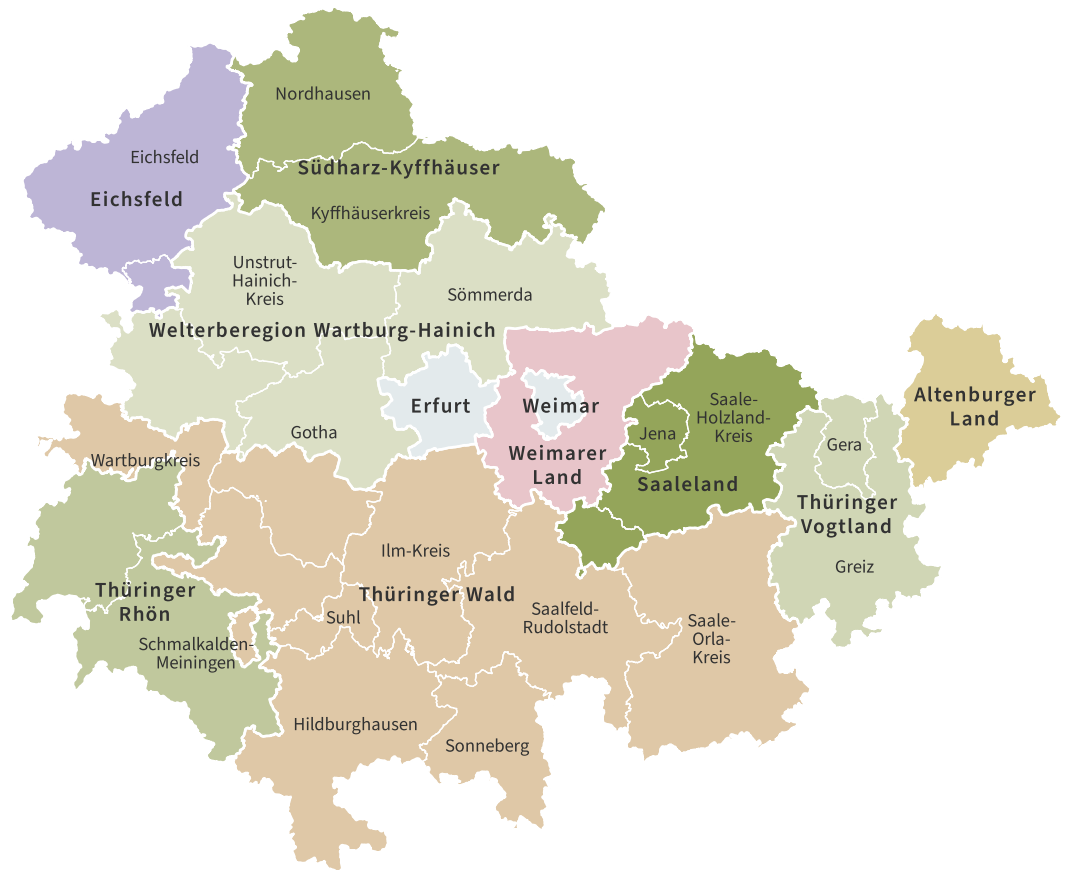 Nordhausen
Eichsfeld
Südharz-Kyffhäuser
Eichsfeld
Kyffhäuserkreis
Unstrut-
Hainich-
Kreis
Sömmerda
Welterberegion Wartburg-Hainich
Erfurt
Weimar
Saale-
Holzland-
Kreis
Altenburger
Land
Gotha
Jena
Gera
Wartburgkreis
Weimarer
Land
Saaleland
Thüringer
Vogtland
Ilm-Kreis
Greiz
Thüringer
Rhön
Thüringer Wald
Suhl
Saalfeld-
Rudolstadt
Saale-
Orla-
Kreis
Schmalkalden-
Meiningen
Hildburghausen
Sonneberg